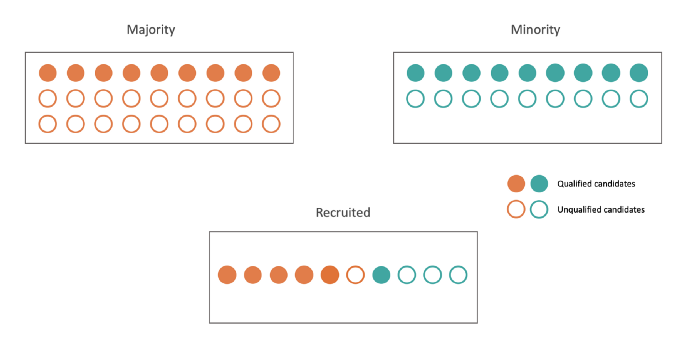 Majority
Minority
Qualified candidates
Unqualified candidates
Recruited